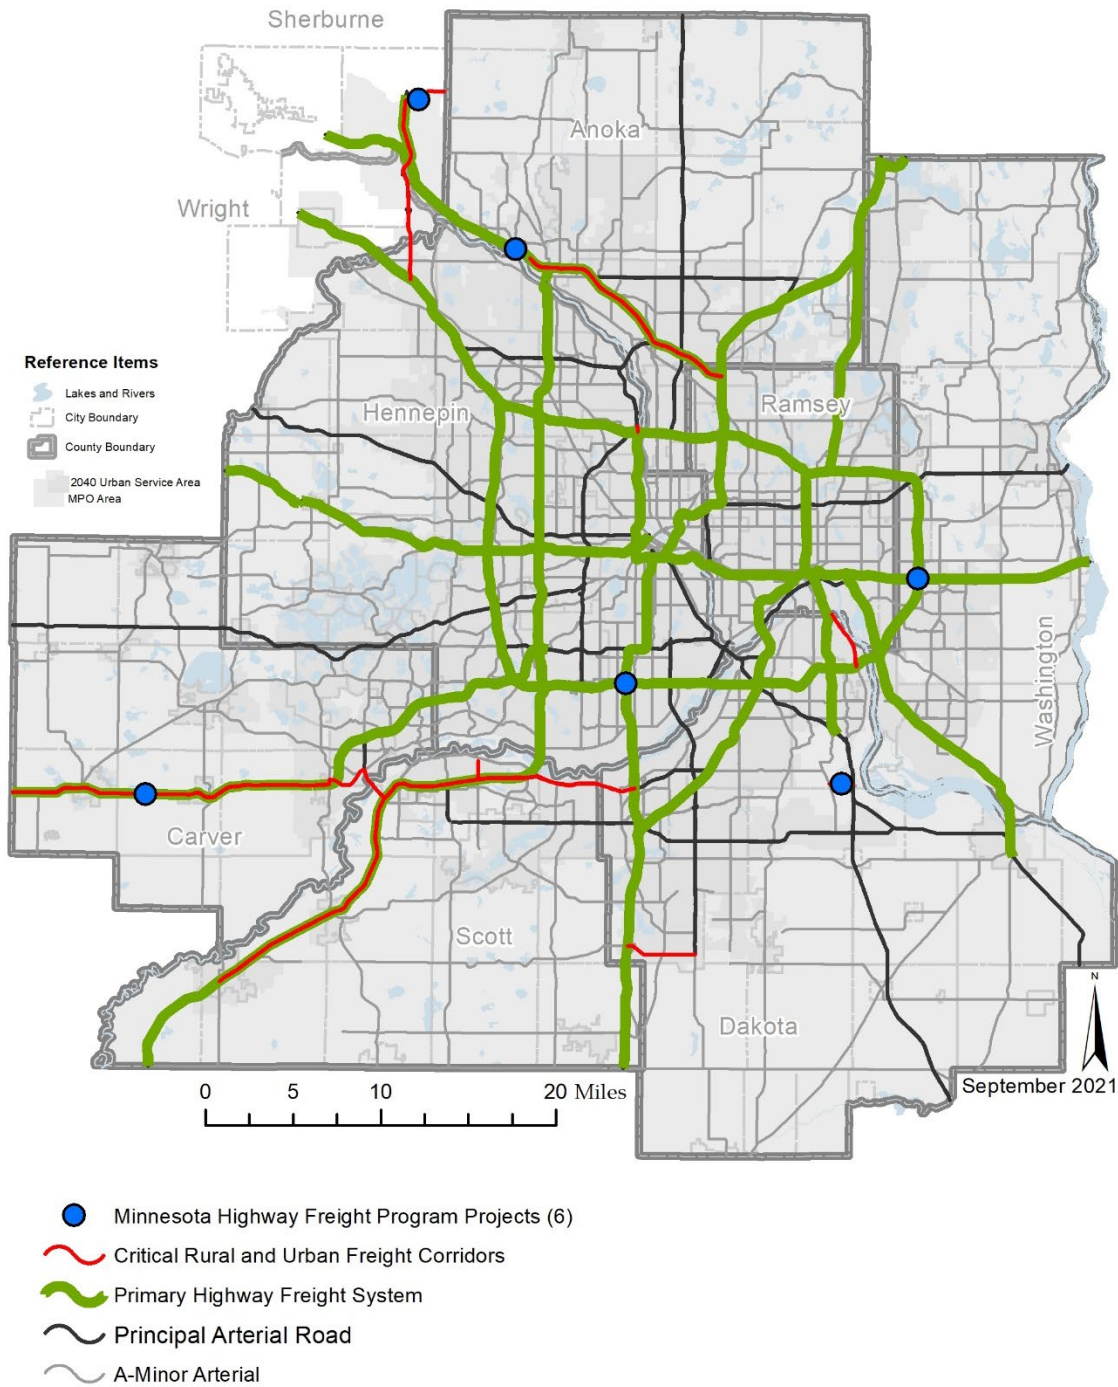 Sherburne
Anoka
Wright
Reference Items
Lakes and Rivers
City Boundary
County Boundary
2040 Urban Service Area
MPO Area
Hennepin
Ramsey
Washington
Carver
Scott
Dakota
N
September 2021
0 5 10 20 Miles
Minnesota Highway Freight Program Projects (6)
Critical Rural and Urban Freight Corridors
Primary Highway Freight System
Principal Arterial Road
A-Minor Arterial